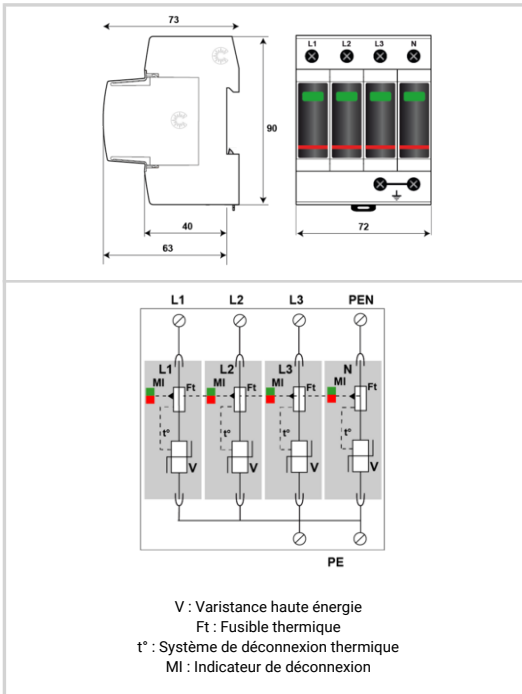 73
L1 L2 L3 N
90
40
63
72
L1 L2 L3 PEN
L1 L2 L3 N
MI Ft MI Ft MI Ft MI Ft
t° t° t° t°
V V V V
PE
V : Varistance haute énergie
Ft : Fusible thermique
t° : Système de déconnexion thermique
MI : Indicateur de déconnexion